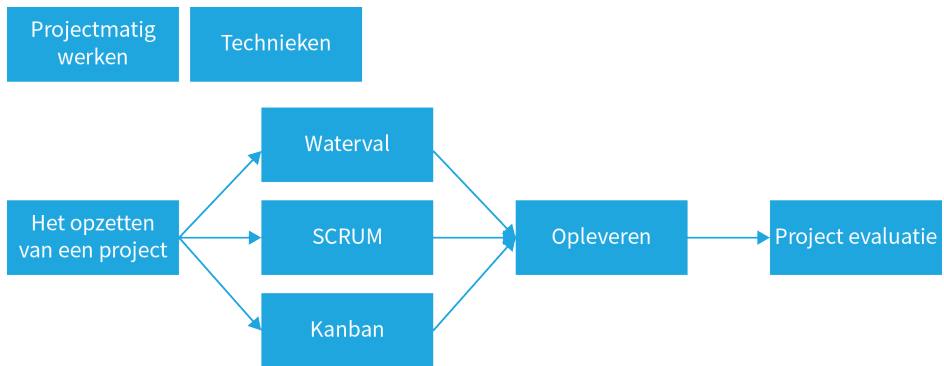 Projectmatig
werken
Technieken
Waterval
Het opzetten
van een project
SCRUM
Opleveren
Project evaluatie
Kanban